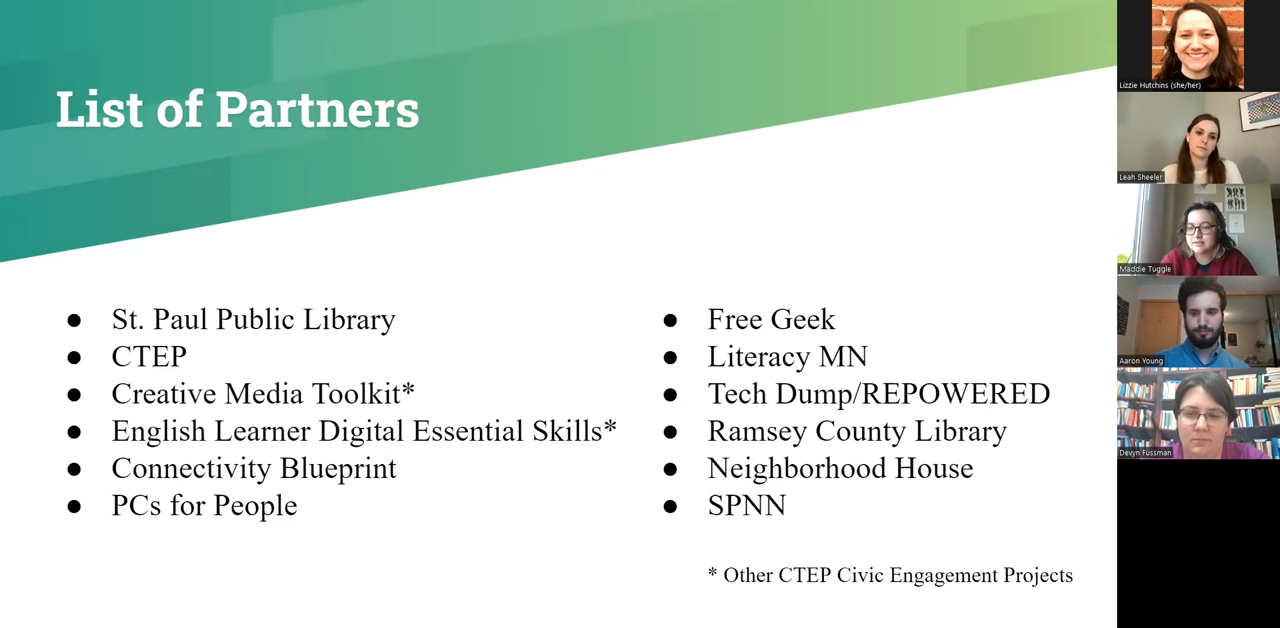 List of Partners
● St. Paul Public Library
● CTEP
● Creative Media Toolkit*
● English Learner Digital Essential Skills*
● Connectivity Blueprint
● PCs for People
● Free Geek
● Literacy MN
● Tech Dump/REPOWERED
● Ramsey County Library
● Neighborhood House
● SPNN
* Other CTEP Civic Engagement Projects
Lizzie Hutchins (she/her)
Leah Sheeler
Maddie Tuggle
Aaron Young
Devyn Fussman